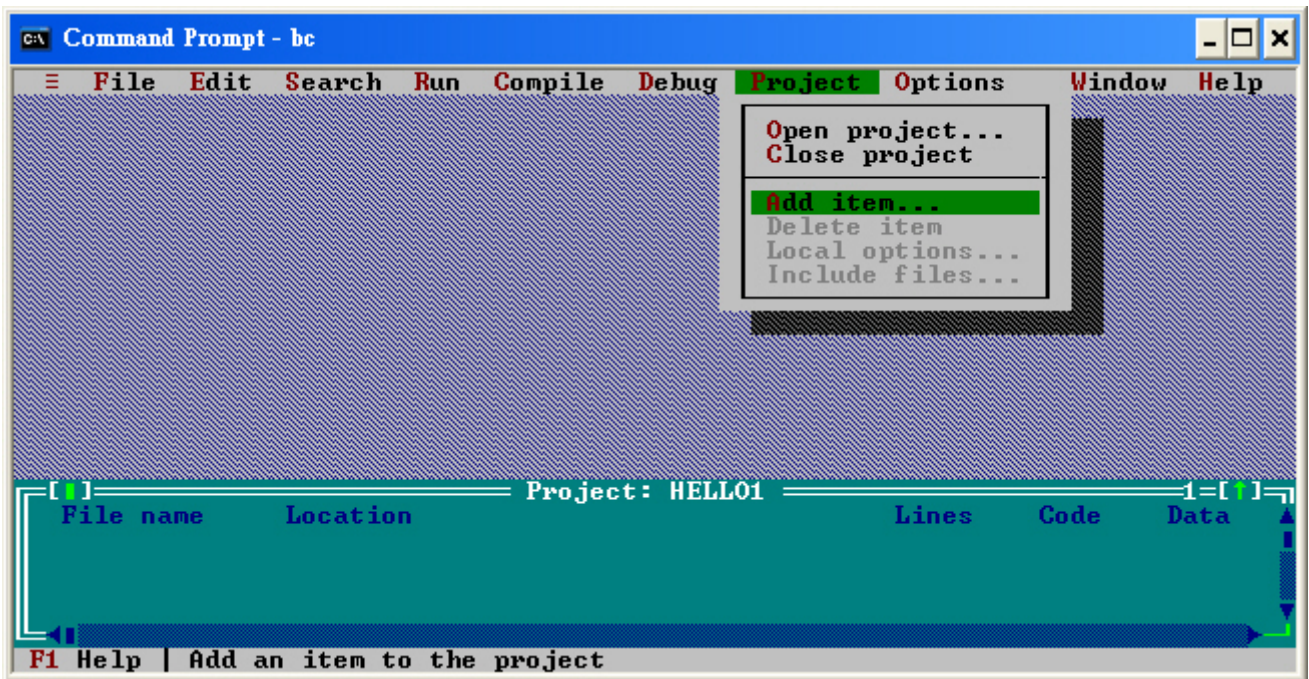 C:\ Command Prompt - bc
≡ File Edit Search Run Compile Debug Project Options Window Help
Open project...
Close project
Add item...
Delete item
Local options...
Include files...
[▮] Project: HELLO1 1=[↑]
File name Location Lines Code Data
F1 Help | Add an item to the project